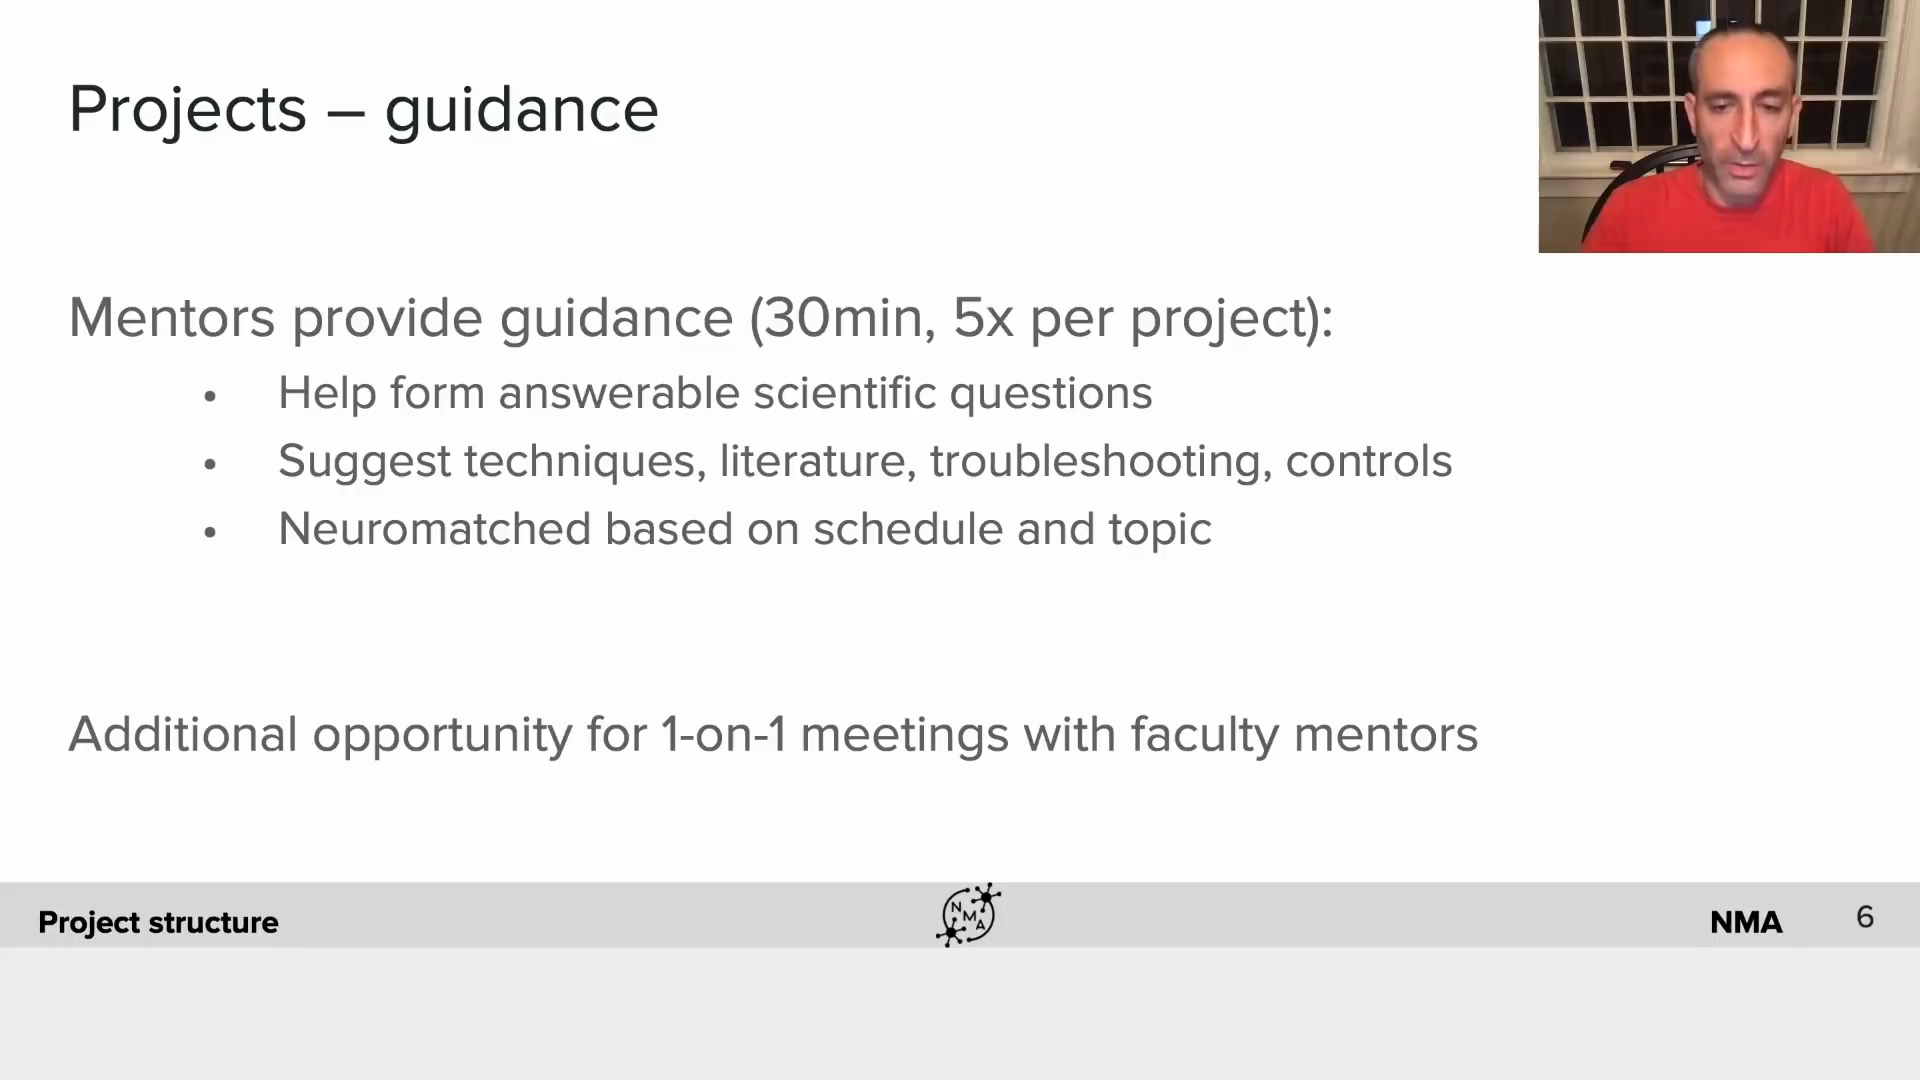 Projects – guidance
Mentors provide guidance (30min, 5x per project):
• Help form answerable scientific questions
• Suggest techniques, literature, troubleshooting, controls
• Neuromatched based on schedule and topic
Additional opportunity for 1-on-1 meetings with faculty mentors
Project structure
N
M
A
NMA
6